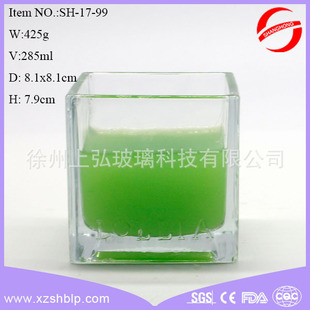 Item NO.:SH-17-99
W:425g
V:285ml
D: 8.1x8.1cm
H: 7.9cm
SHANGHONG
徐州上弘玻璃科技有限公司
www.xzshblp.com
SGS CE FDA